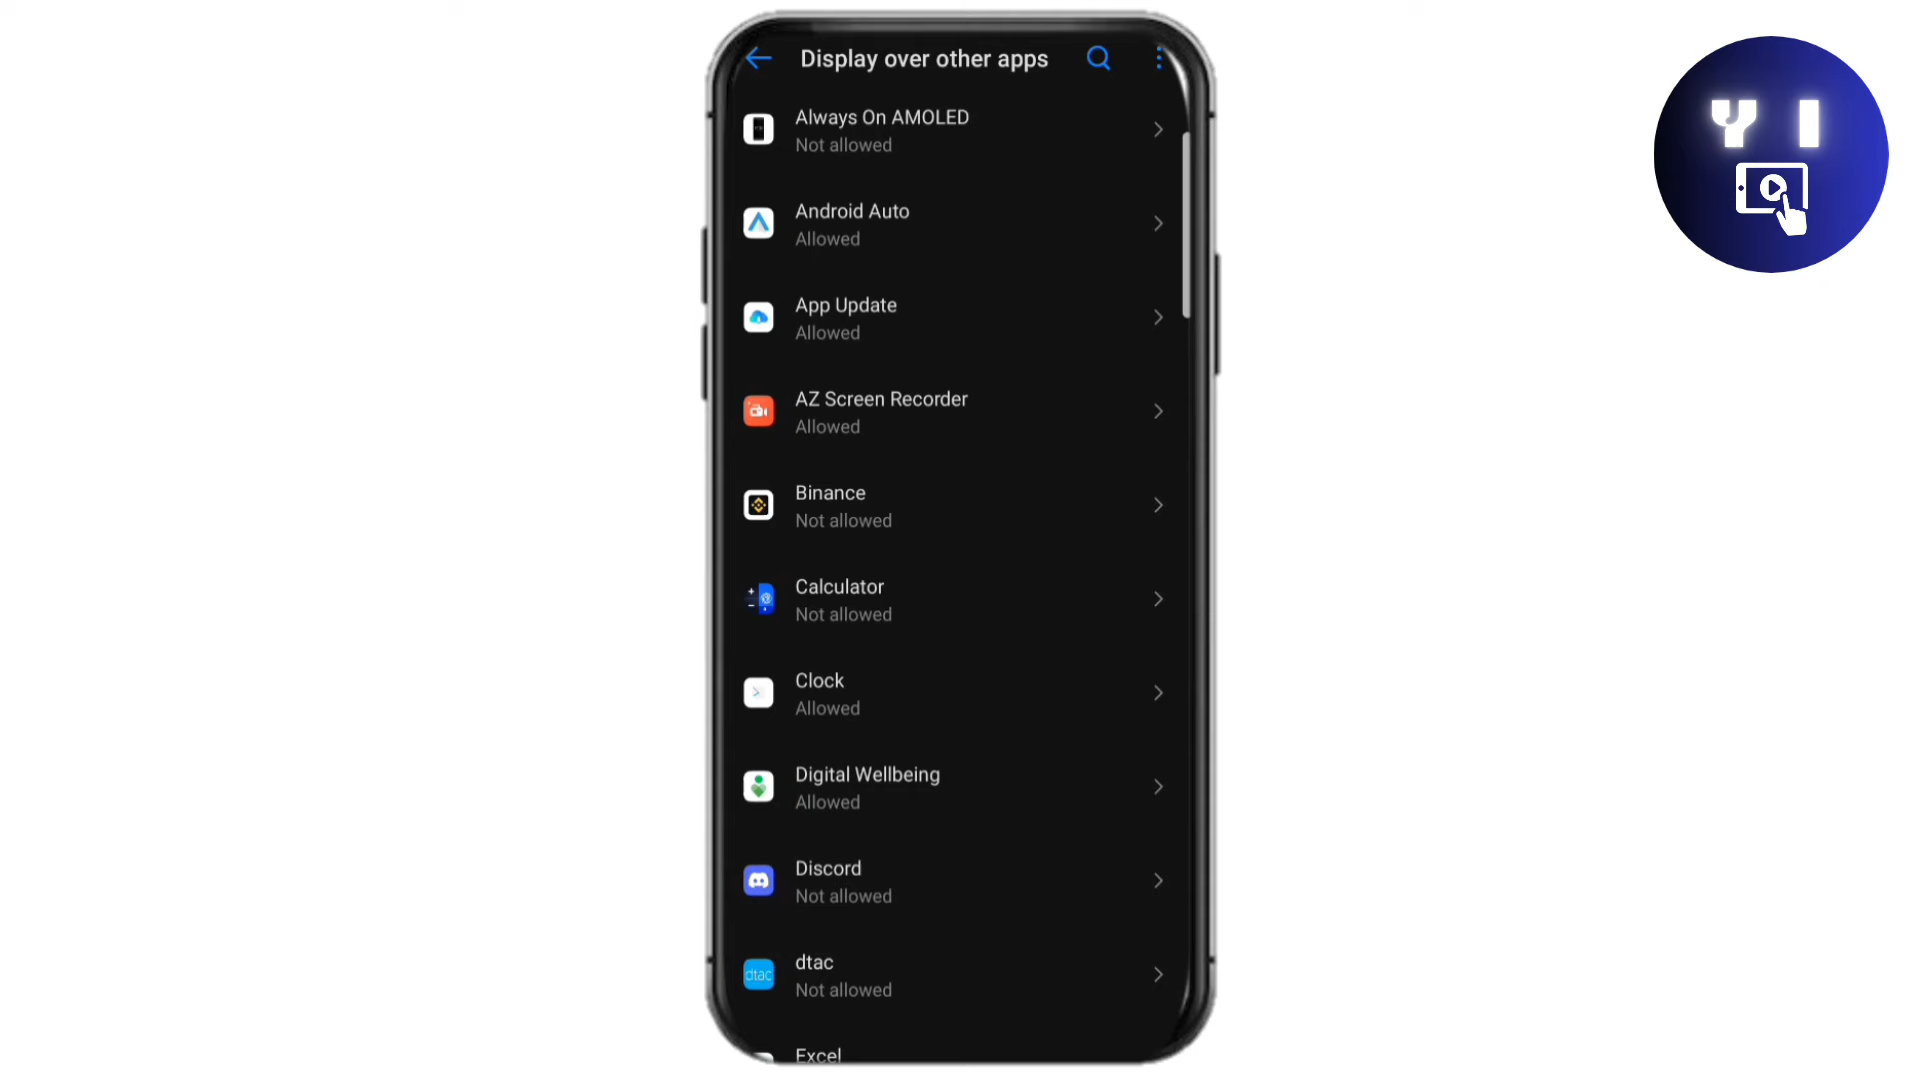 Display over other apps
Always On AMOLED
Not allowed
Android Auto
Allowed
App Update
Allowed
AZ Screen Recorder
Allowed
Binance
Not allowed
Calculator
Not allowed
Clock
Allowed
Digital Wellbeing
Allowed
Discord
Not allowed
dtac
dtac
Not allowed
Excel
Y I